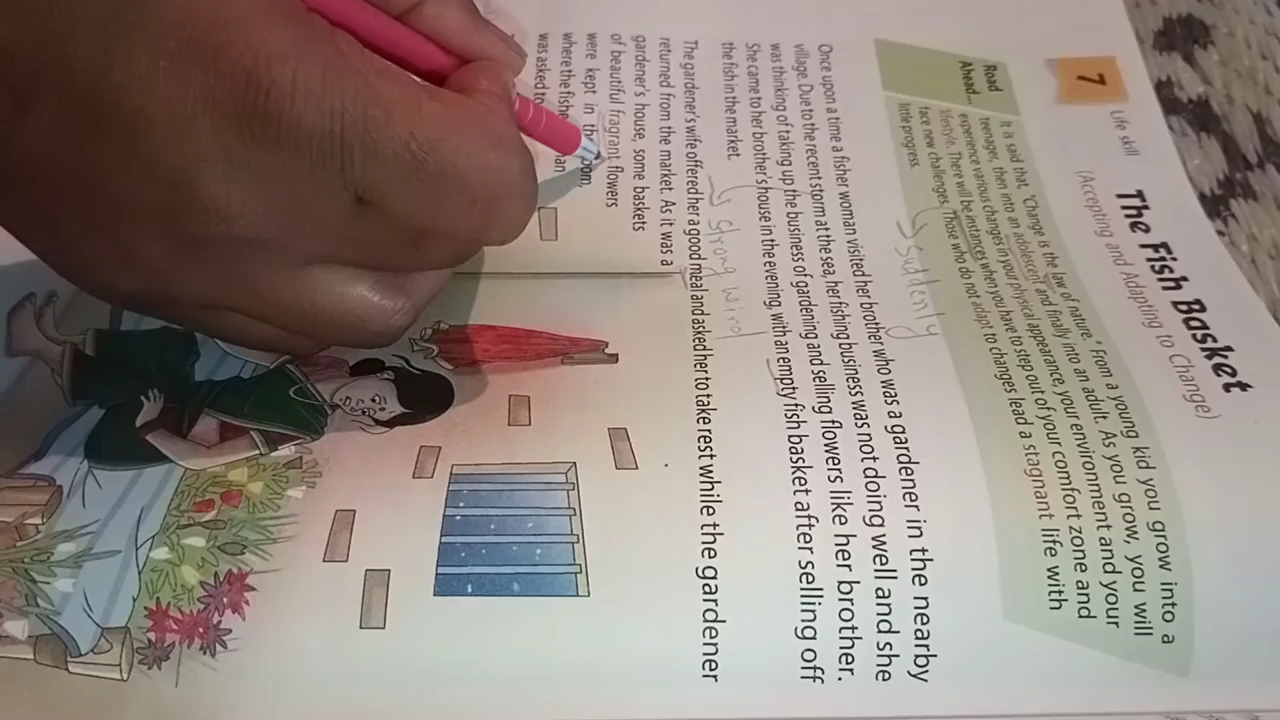 7
Life skill
The Fish Basket
(Accepting and Adapting to Change)
Road
Ahead...
It is said that, "Change is the law of nature." From a young kid you grow into a
teenager, then into an adolescent and finally into an adult. As you grow, you will
experience various changes in your physical appearance, your environment and your
lifestyle. There will be instances when you have to step out of your comfort zone and
face new challenges. Those who do not adapt to changes lead a stagnant life with
little progress.
suddenly
Once upon a time a fisher woman visited her brother who was a gardener in the nearby
village. Due to the recent storm at the sea, her fishing business was not doing well and she
was thinking of taking up the business of gardening and selling flowers like her brother.
She came to her brother's house in the evening with an empty fish basket after selling off
the fish in the market.
strong wind
The gardener's wife offered her a good meal and asked her to take rest while the gardener
returned from the market. As it was a
gardener's house, some baskets
of beautiful fragrant flowers
were kept in
where the
was asked to